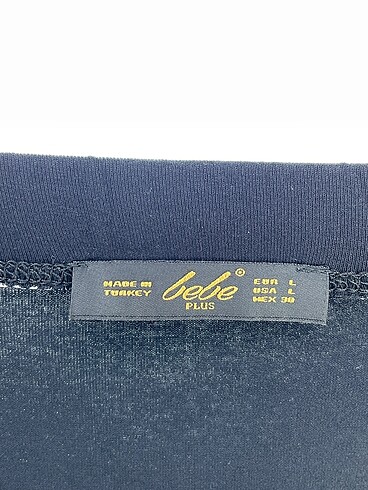 MADE IN
TURKEY
bebe®
PLUS
EUR L
USA L
MEX 30